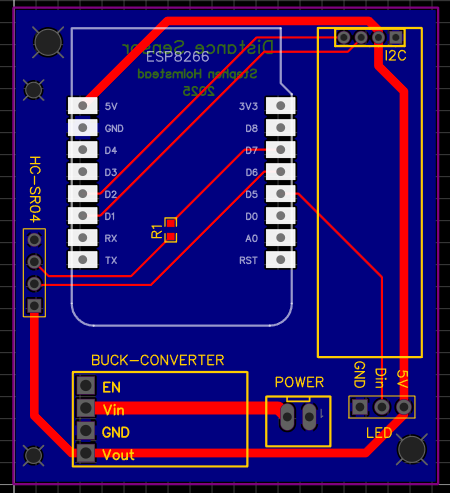 Distance Sensor
ESP8266
Stephen Holmstead
2025
I2C
5V
GND
D4
D3
D2
D1
RX
TX
3V3
D8
D7
D6
D5
D0
A0
RST
HC-SR04
R1
BUCK-CONVERTER
EN
Vin
GND
Vout
POWER
GND
Din
5V
LED